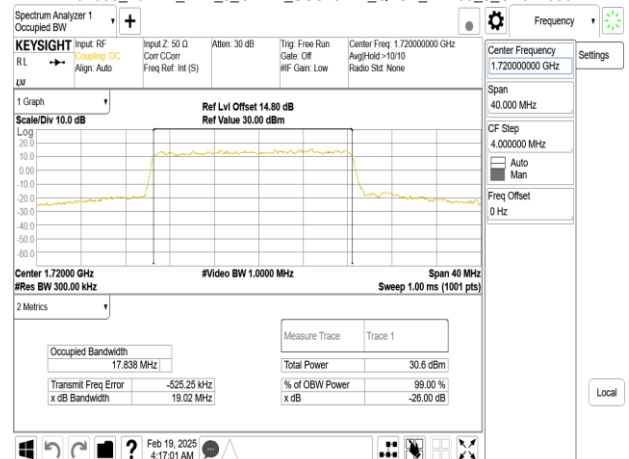 Spectrum Analyzer 1
Occupied BW
Frequency
KEYSIGHT
RL
LXI
Input: RF
Coupling: DC
Align: Auto
Input Z: 50 Ω
Corr CCorr
Freq Ref: Int (S)
Atten: 30 dB
Trig: Free Run
Gate: Off
#IF Gain: Low
Center Freq: 1.720000000 GHz
Avg|Hold:>10/10
Radio Std: None
Center Frequency
1.720000000 GHz
Settings
Span
40.000 MHz
CF Step
4.000000 MHz
Auto
Man
Freq Offset
0 Hz
Local
1 Graph
Scale/Div 10.0 dB
Ref Lvl Offset 14.80 dB
Ref Value 30.00 dBm
Log
20.0
10.0
0.00
-10.0
-20.0
-30.0
-40.0
-50.0
-60.0
Center 1.72000 GHz
#Video BW 1.0000 MHz
Span 40 MHz
#Res BW 300.00 kHz
Sweep 1.00 ms (1001 pts)
2 Metrics
Measure Trace Trace 1
Occupied Bandwidth
17.838 MHz
Total Power 30.6 dBm
Transmit Freq Error -525.25 kHz
% of OBW Power 99.00 %
x dB Bandwidth 19.02 MHz
x dB -26.00 dB
?
Feb 19, 2025
4:17:01 AM